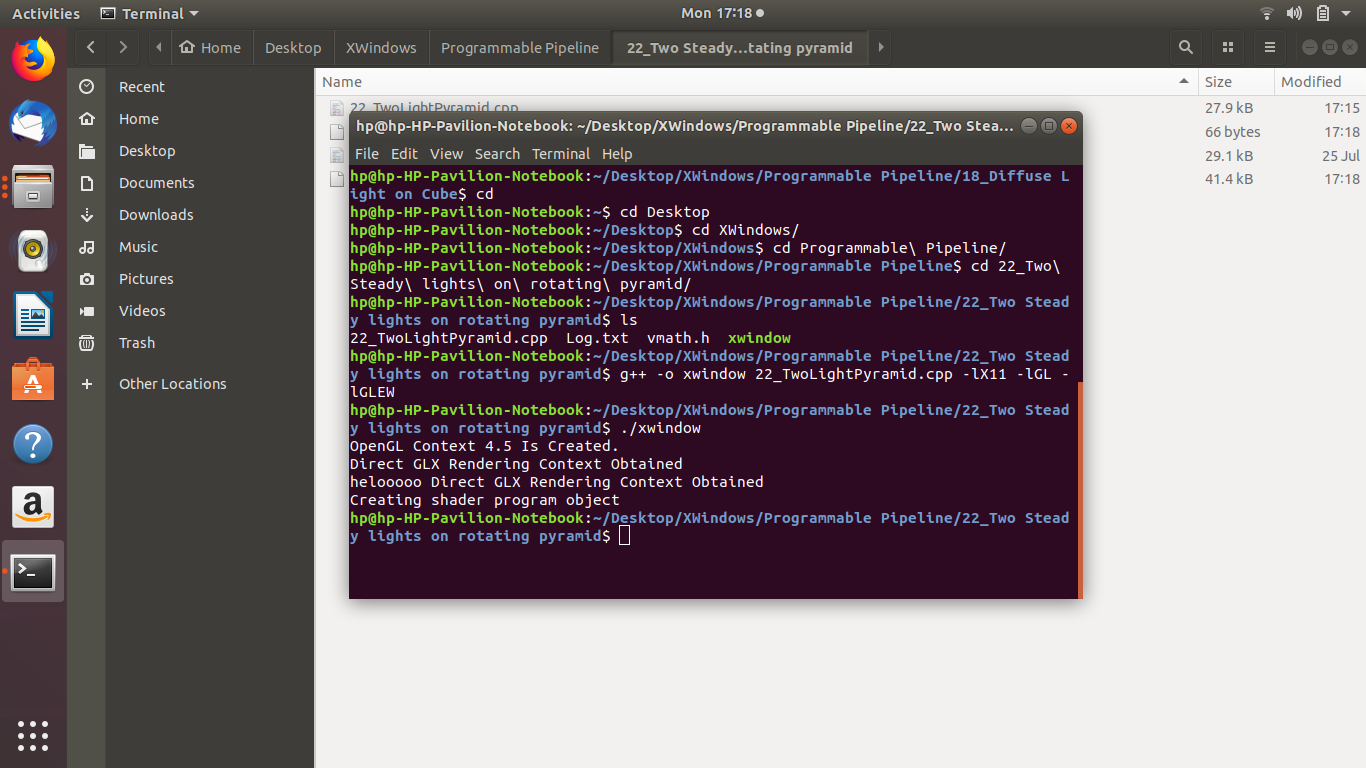 Activities Terminal Mon 17:18
Home Desktop XWindows Programmable Pipeline 22_Two Steady...tating pyramid
Recent
Home
Desktop
Documents
Downloads
Music
Pictures
Videos
Trash
Other Locations
Name Size Modified
22_TwoLightPyramid.cpp 27.9 kB 17:15
66 bytes 17:18
29.1 kB 25 Jul
41.4 kB 17:18
hp@hp-HP-Pavilion-Notebook: ~/Desktop/XWindows/Programmable Pipeline/22_Two Stea...
File Edit View Search Terminal Help
hp@hp-HP-Pavilion-Notebook:~/Desktop/XWindows/Programmable Pipeline/18_Diffuse L
ight on Cube$ cd
hp@hp-HP-Pavilion-Notebook:~$ cd Desktop
hp@hp-HP-Pavilion-Notebook:~/Desktop$ cd XWindows/
hp@hp-HP-Pavilion-Notebook:~/Desktop/XWindows$ cd Programmable\ Pipeline/
hp@hp-HP-Pavilion-Notebook:~/Desktop/XWindows/Programmable Pipeline$ cd 22_Two\
Steady\ lights\ on\ rotating\ pyramid/
hp@hp-HP-Pavilion-Notebook:~/Desktop/XWindows/Programmable Pipeline/22_Two Stead
y lights on rotating pyramid$ ls
22_TwoLightPyramid.cpp Log.txt vmath.h xwindow
hp@hp-HP-Pavilion-Notebook:~/Desktop/XWindows/Programmable Pipeline/22_Two Stead
y lights on rotating pyramid$ g++ -o xwindow 22_TwoLightPyramid.cpp -lX11 -lGL -
lGLEW
hp@hp-HP-Pavilion-Notebook:~/Desktop/XWindows/Programmable Pipeline/22_Two Stead
y lights on rotating pyramid$ ./xwindow
OpenGL Context 4.5 Is Created.
Direct GLX Rendering Context Obtained
helooooo Direct GLX Rendering Context Obtained
Creating shader program object
hp@hp-HP-Pavilion-Notebook:~/Desktop/XWindows/Programmable Pipeline/22_Two Stead
y lights on rotating pyramid$